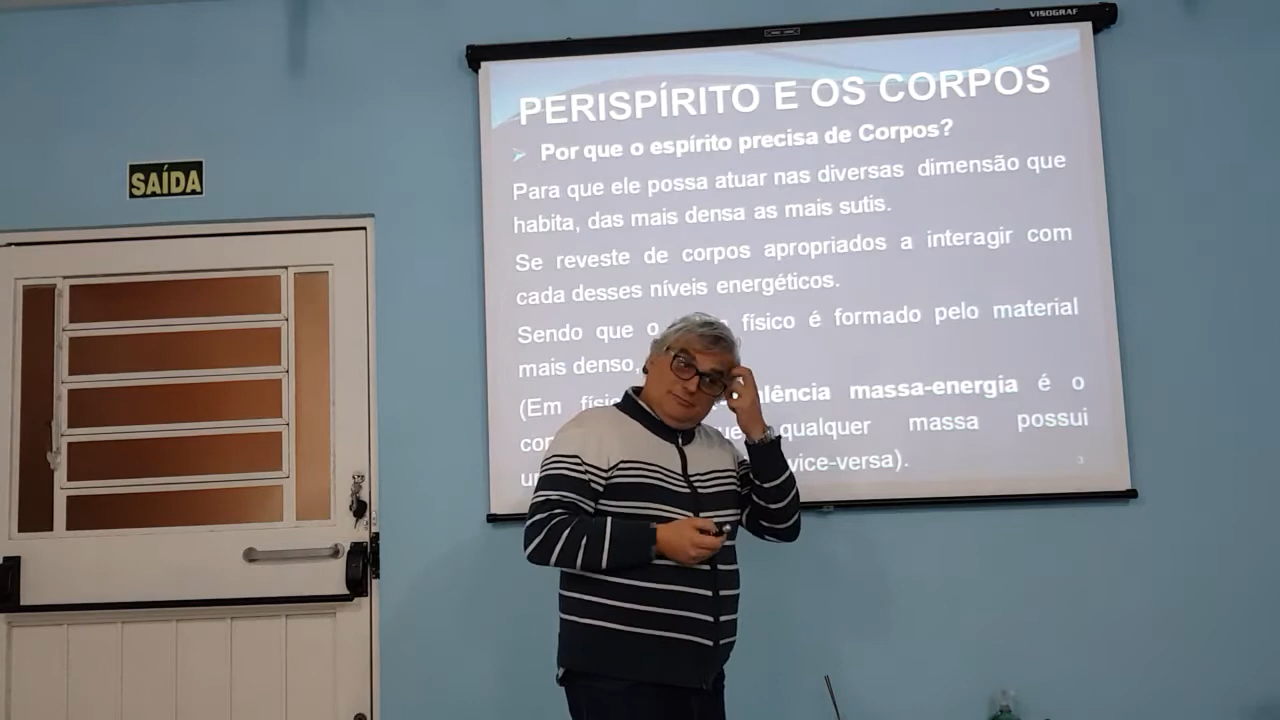 VISOGRAF
PERISPÍRITO E OS CORPOS
Por que o espírito precisa de Corpos?
SAÍDA
Para que ele possa atuar nas diversas dimensão que
habita, das mais densa as mais sutis.
Se reveste de corpos apropriados a interagir com
cada desses níveis energéticos.
Sendo que o físico é formado pelo material
mais denso,
(Em massa-energia é o
qualquer massa possui
vice-versa).
3